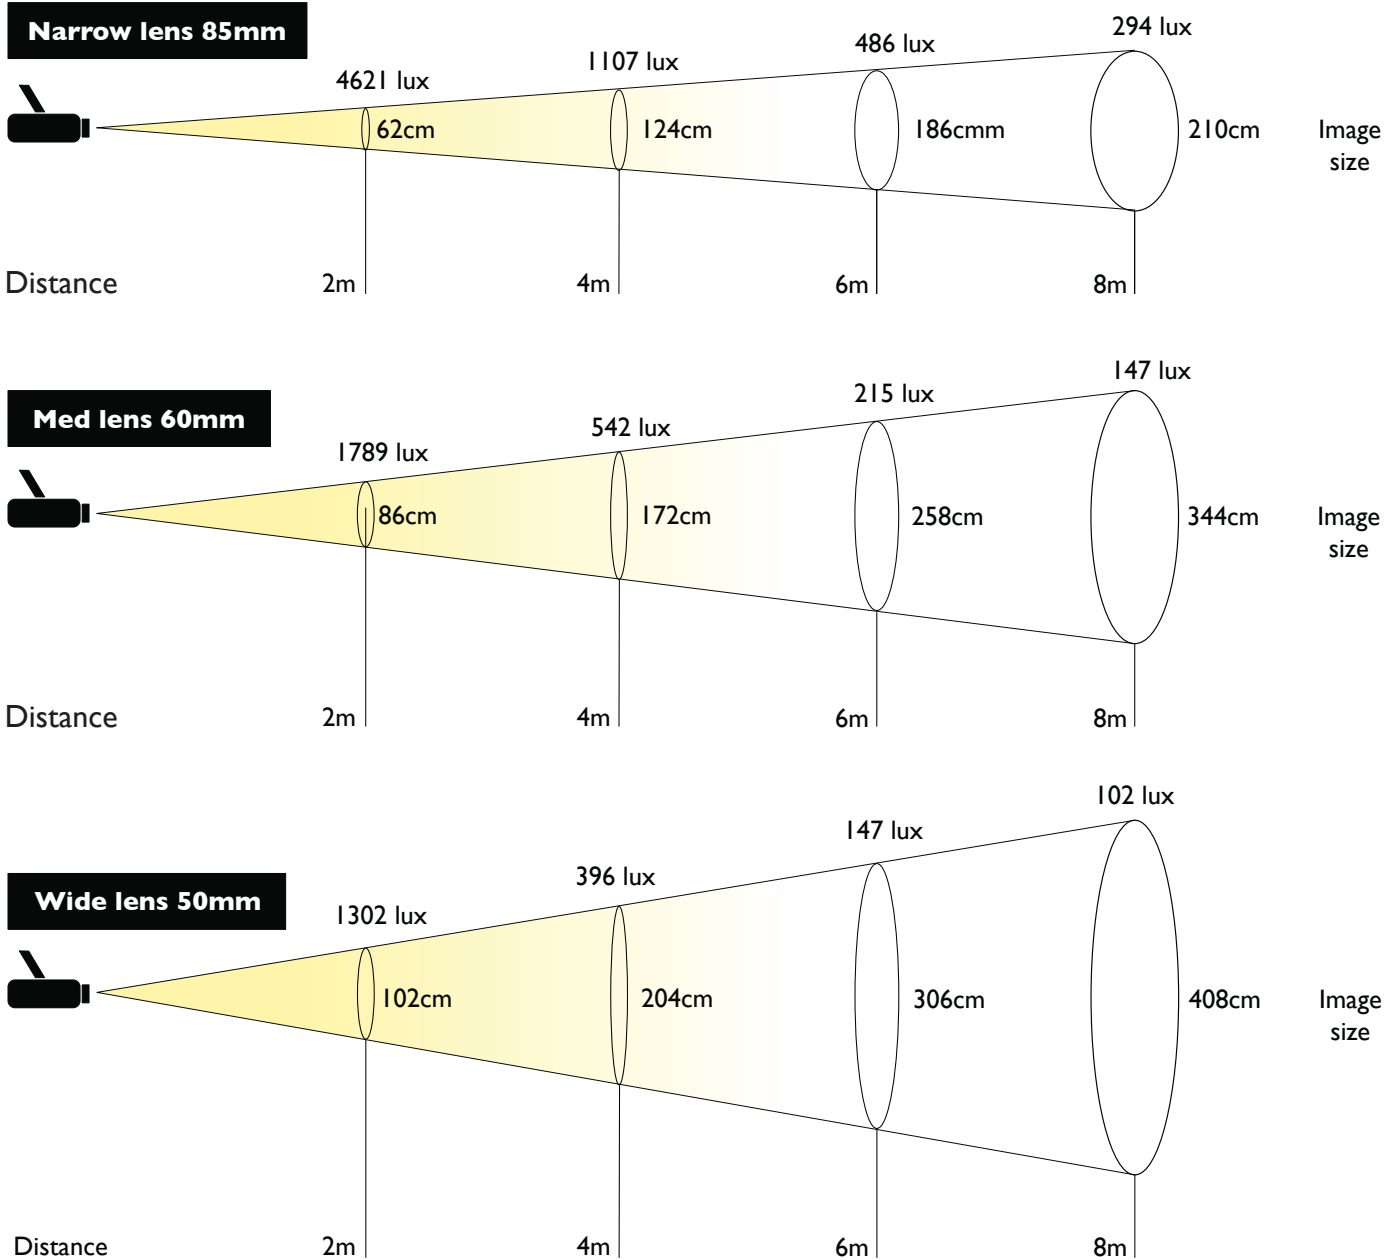 Narrow lens 85mm
294 lux
486 lux
1107 lux
4621 lux
62cm
124cm
186cmm
210cm
Image
size
Distance
2m
4m
6m
8m
Med lens 60mm
147 lux
215 lux
542 lux
1789 lux
86cm
172cm
258cm
344cm
Image
size
Distance
2m
4m
6m
8m
Wide lens 50mm
102 lux
147 lux
396 lux
1302 lux
102cm
204cm
306cm
408cm
Image
size
Distance
2m
4m
6m
8m